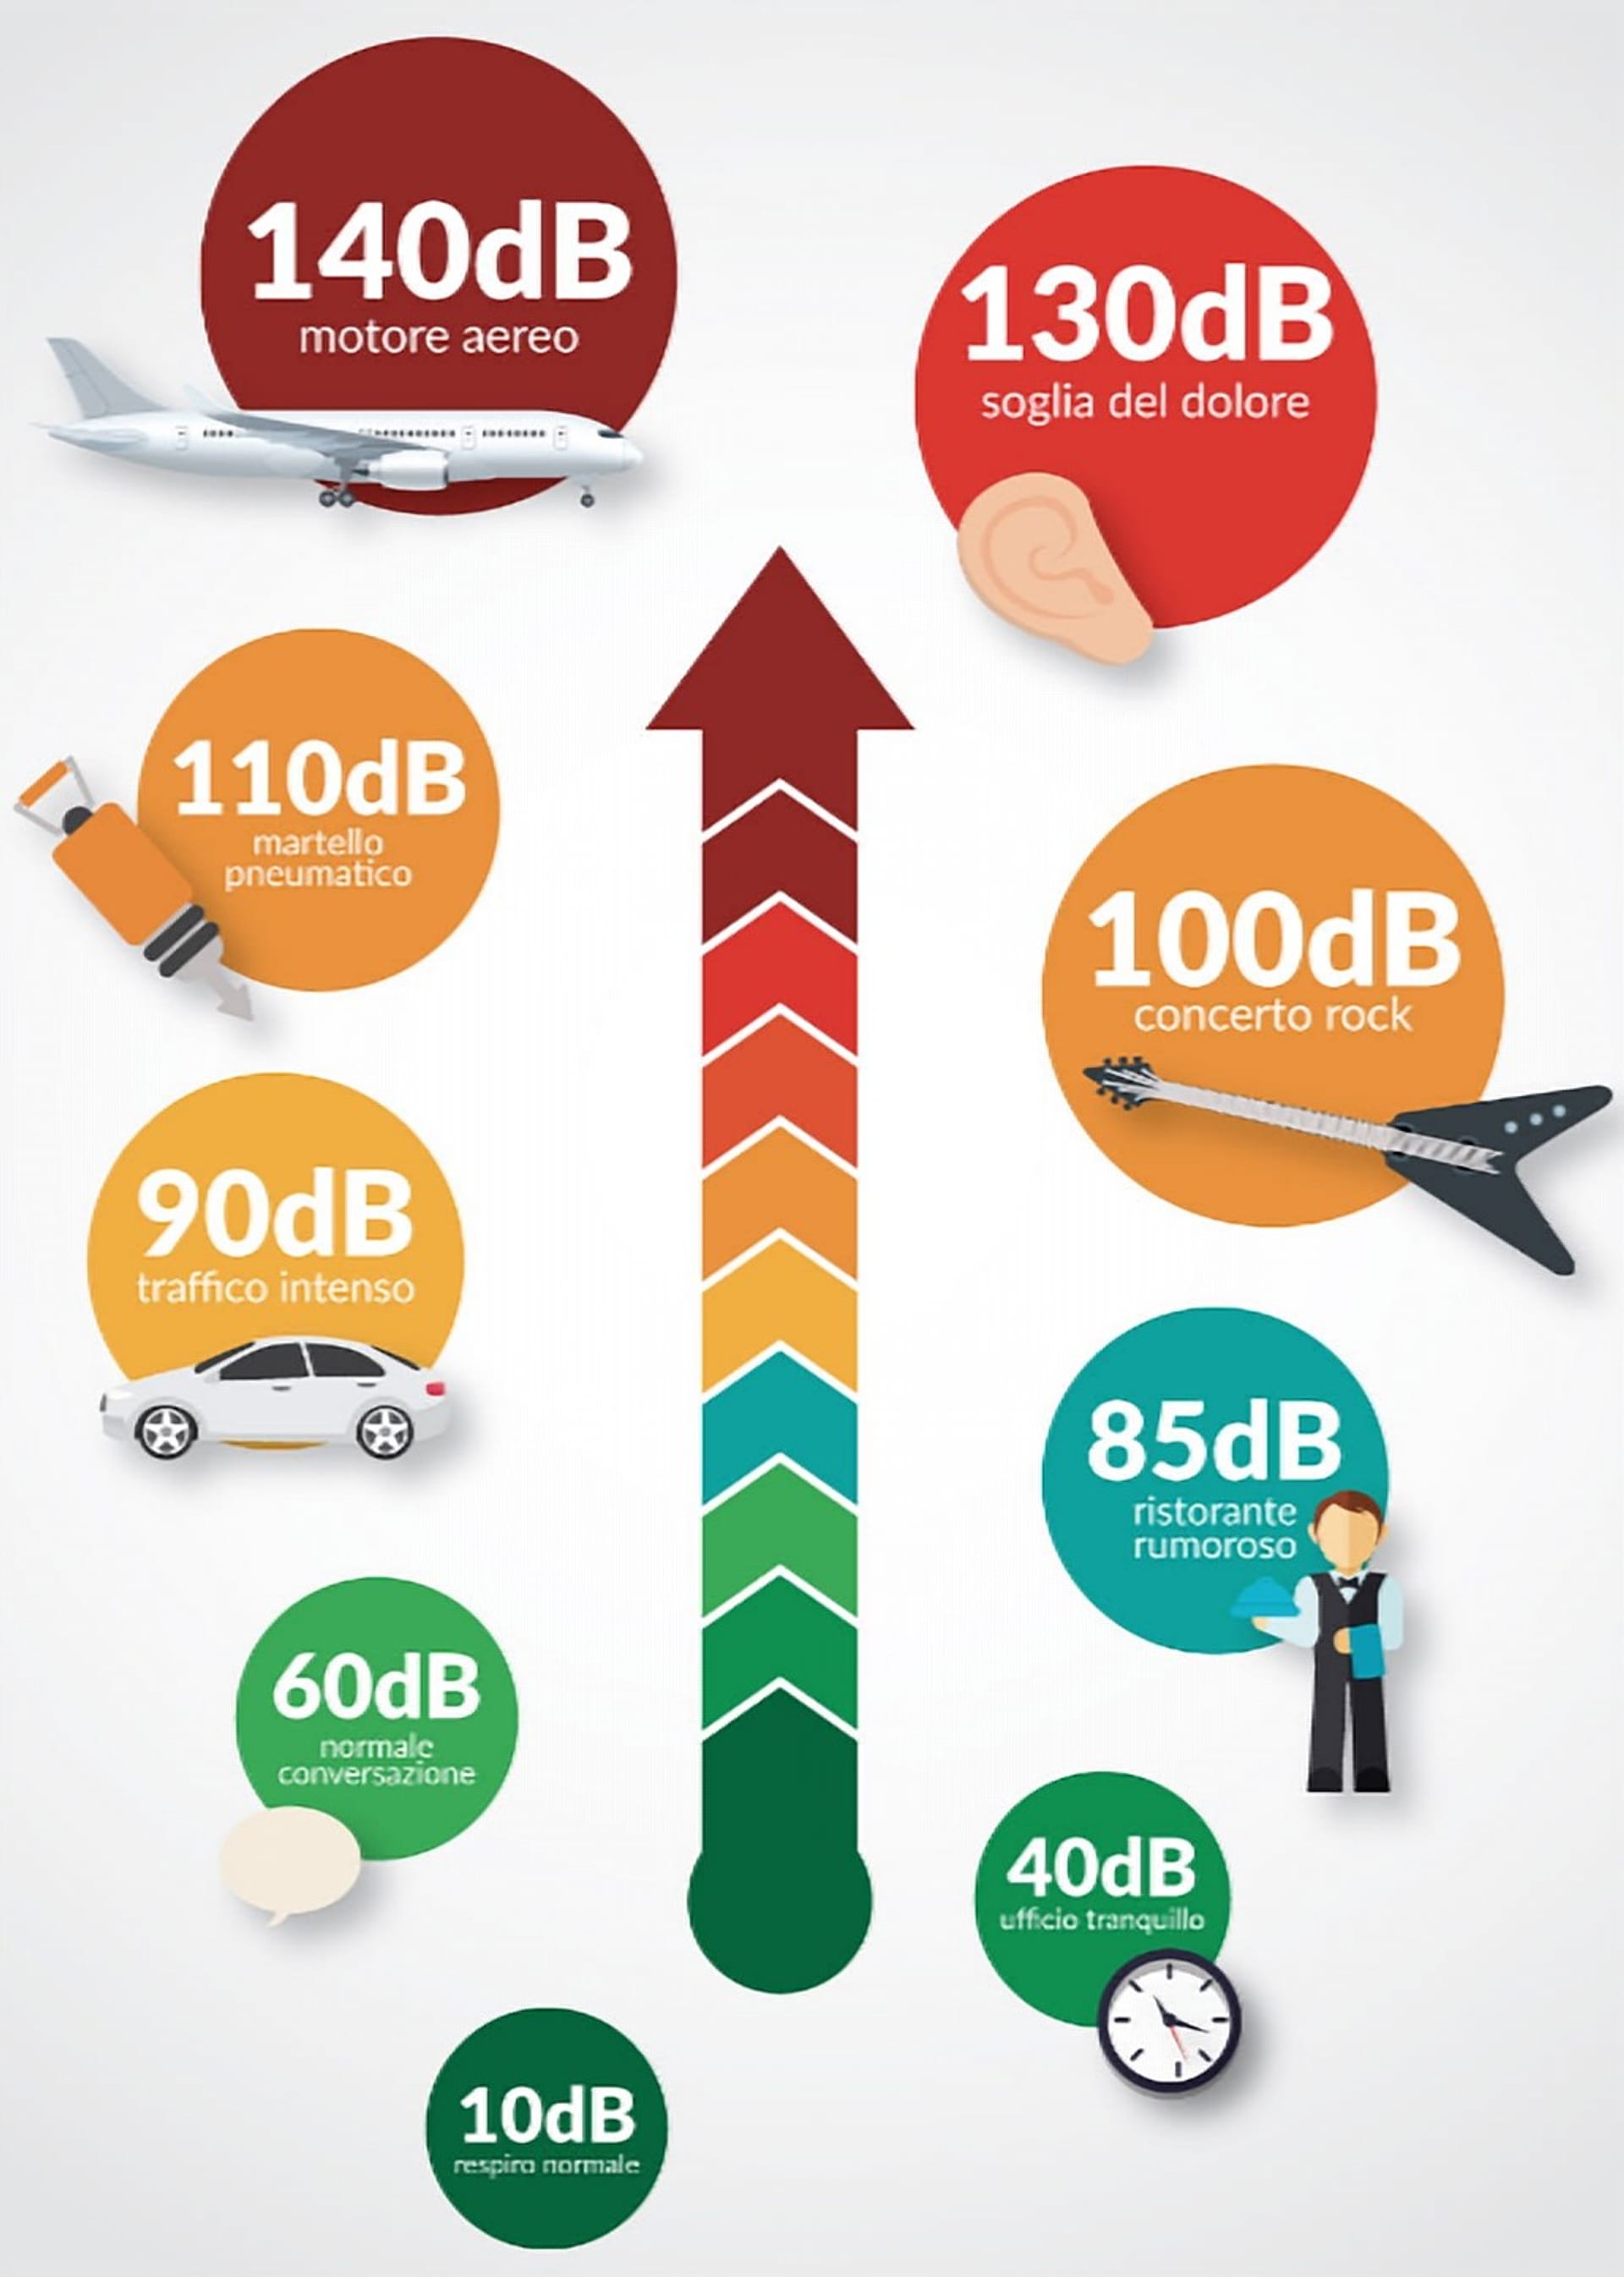 140dB
motore aereo
130dB
soglia del dolore
110dB
martello
pneumatico
100dB
concerto rock
90dB
traffico intenso
85dB
ristorante
rumoroso
60dB
normale
conversazione
40dB
ufficio tranquillo
10dB
respiro normale